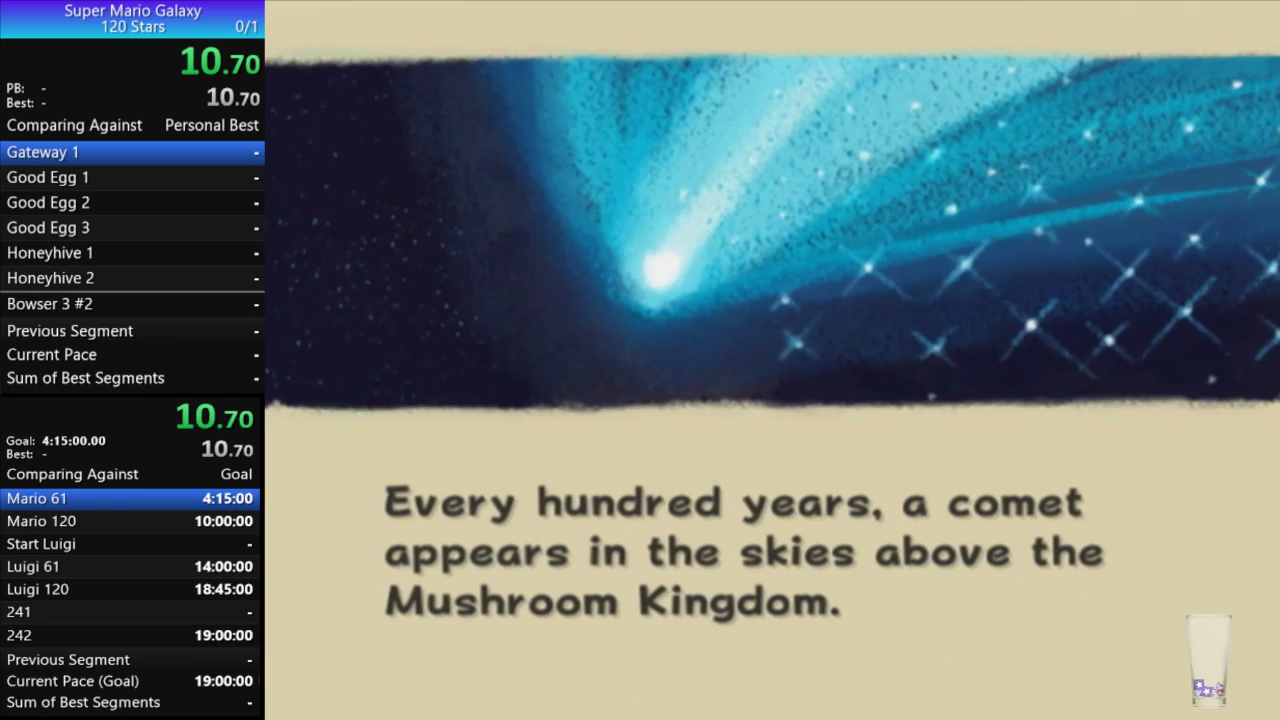 Super Mario Galaxy
120 Stars 0/1
10.70
PB: -
Best: - 10.70
Comparing Against Personal Best
Gateway 1 -
Good Egg 1 -
Good Egg 2 -
Good Egg 3 -
Honeyhive 1 -
Honeyhive 2 -
Bowser 3 #2 -
Previous Segment -
Current Pace -
Sum of Best Segments -
10.70
Goal: 4:15:00.00
Best: - 10.70
Comparing Against Goal
Mario 61 4:15:00
Mario 120 10:00:00
Start Luigi -
Luigi 61 14:00:00
Luigi 120 18:45:00
241 -
242 19:00:00
Previous Segment -
Current Pace (Goal) 19:00:00
Sum of Best Segments -
Every hundred years, a comet
appears in the skies above the
Mushroom Kingdom.